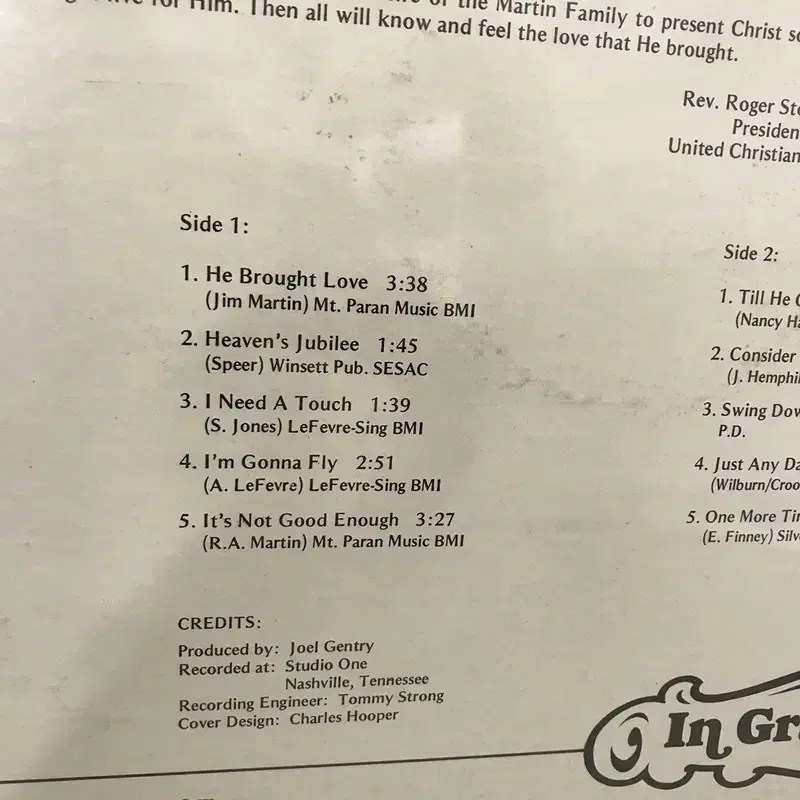 of the Martin Family to present Christ
for Him. Then all will know and feel the love that He brought.
Rev. Roger
United Christian
Side 1:
1. He Brought Love 3:38
(Jim Martin) Mt. Paran Music BMI
2. Heaven's Jubilee 1:45
(Speer) Winsett Pub. SESAC
3. I Need A Touch 1:39
(S. Jones) LeFevre-Sing BMI
4. I'm Gonna Fly 2:51
(A. LeFevre) LeFevre-Sing BMI
5. It's Not Good Enough 3:27
(R.A. Martin) Mt. Paran Music BMI
Side 2:
1. Till He
(Nancy
2. Consider
(J.
3. Swing
P.D.
4. Just Any
(Wilburn/
5. One More
(E. Finney)
CREDITS:
Produced by: Joel Gentry
Recorded at: Studio One
Nashville, Tennessee
Recording Engineer: Tommy Strong
Cover Design: Charles Hooper
In